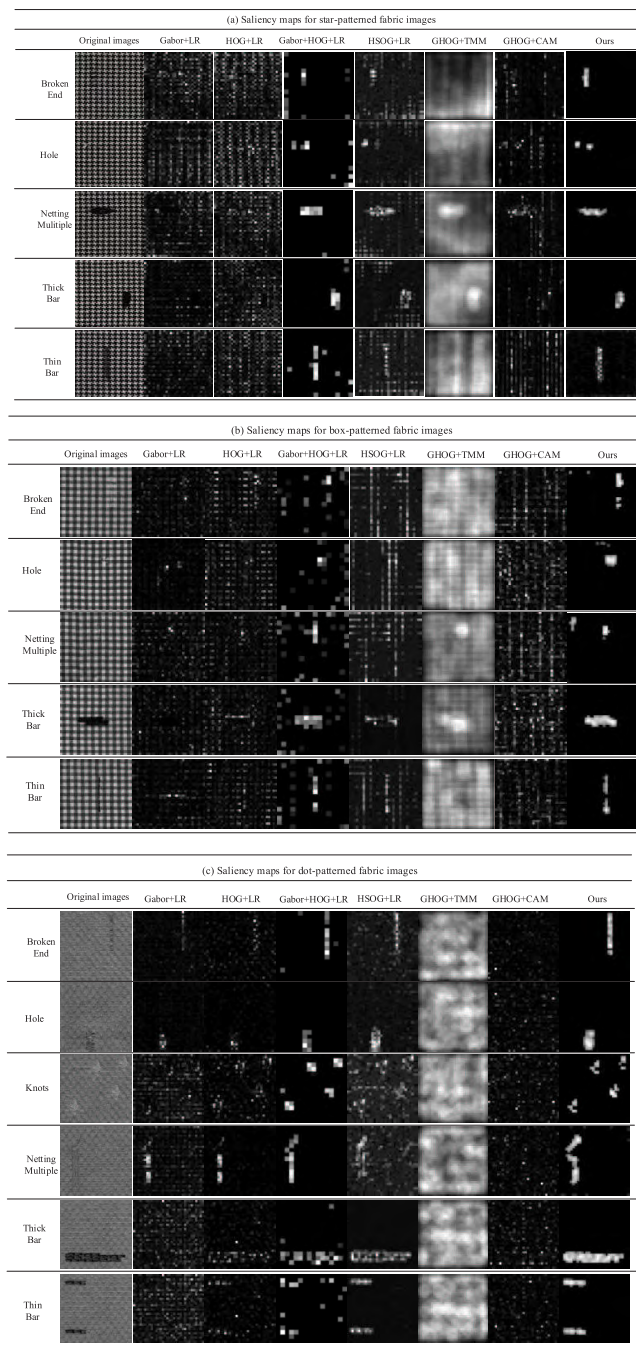 (a) Saliency maps for star-patterned fabric images
Original images Gabor+LR HOG+LR Gabor+HOG+LR HSOG+LR GHOG+TMM GHOG+CAM Ours
Broken
End
Hole
Netting
Mulitiple
Thick
Bar
Thin
Bar
(b) Saliency maps for box-patterned fabric images
Original images Gabor+LR HOG+LR Gabor+HOG+LR HSOG+LR GHOG+TMM GHOG+CAM Ours
Broken
End
Hole
Netting
Multiple
Thick
Bar
Thin
Bar
(c) Saliency maps for dot-patterned fabric images
Original images Gabor+LR HOG+LR Gabor+HOG+LR HSOG+LR GHOG+TMM GHOG+CAM Ours
Broken
End
Hole
Knots
Netting
Multiple
Thick
Bar
Thin
Bar